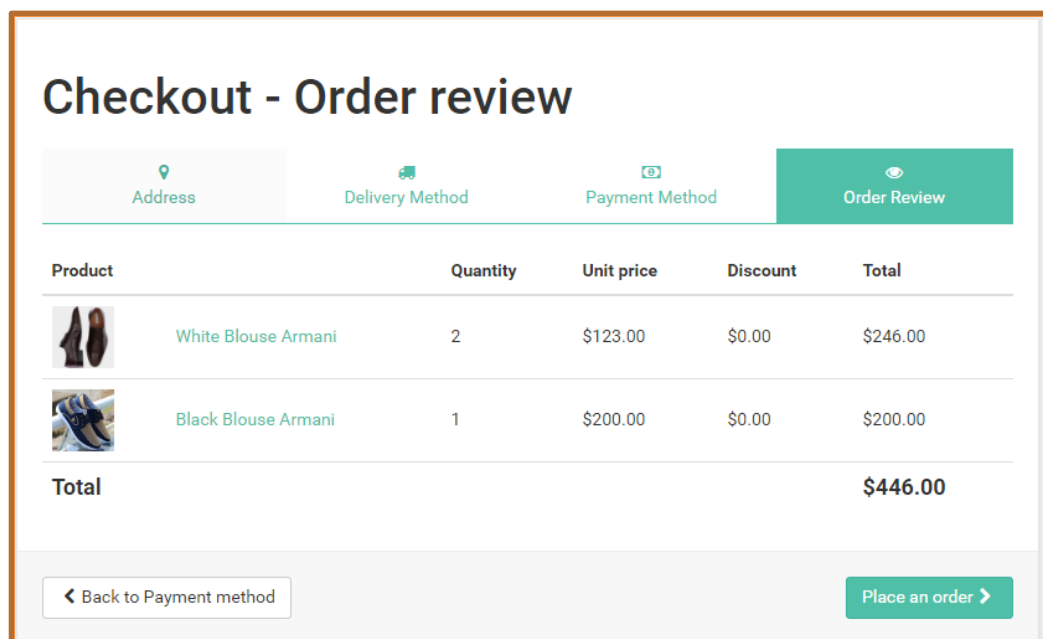 Checkout - Order review
Address Delivery Method Payment Method Order Review
Product Quantity Unit price Discount Total
White Blouse Armani 2 $123.00 $0.00 $246.00
Black Blouse Armani 1 $200.00 $0.00 $200.00
Total $446.00
Back to Payment method Place an order